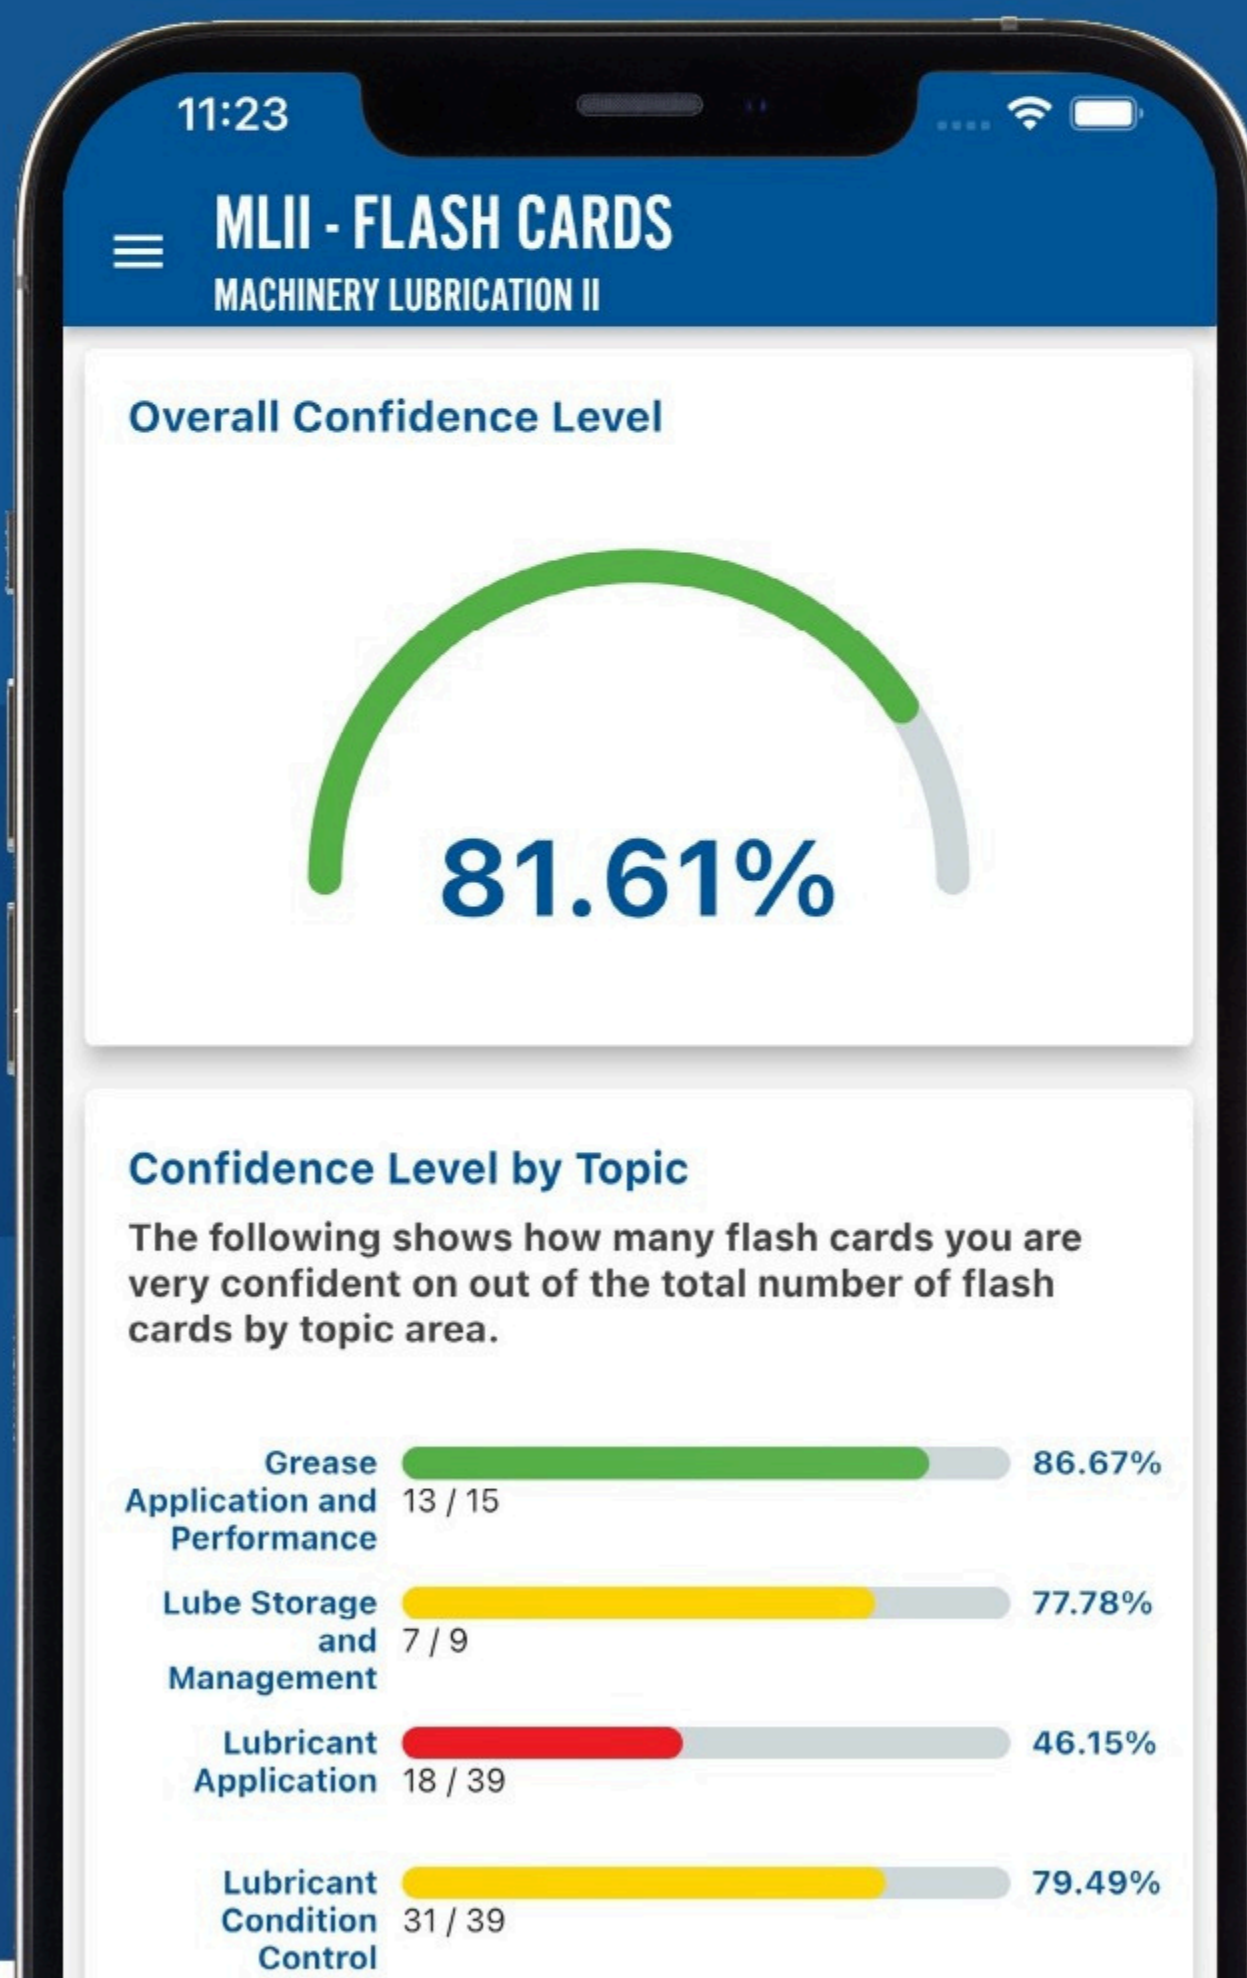 11:23
MLII - FLASH CARDS
MACHINERY LUBRICATION II
Overall Confidence Level
81.61%
Confidence Level by Topic
The following shows how many flash cards you are
very confident on out of the total number of flash
cards by topic area.
Grease
Application and
Performance
13 / 15
86.67%
Lube Storage
and
Management
7 / 9
77.78%
Lubricant
Application
18 / 39
46.15%
Lubricant
Condition
Control
31 / 39
79.49%